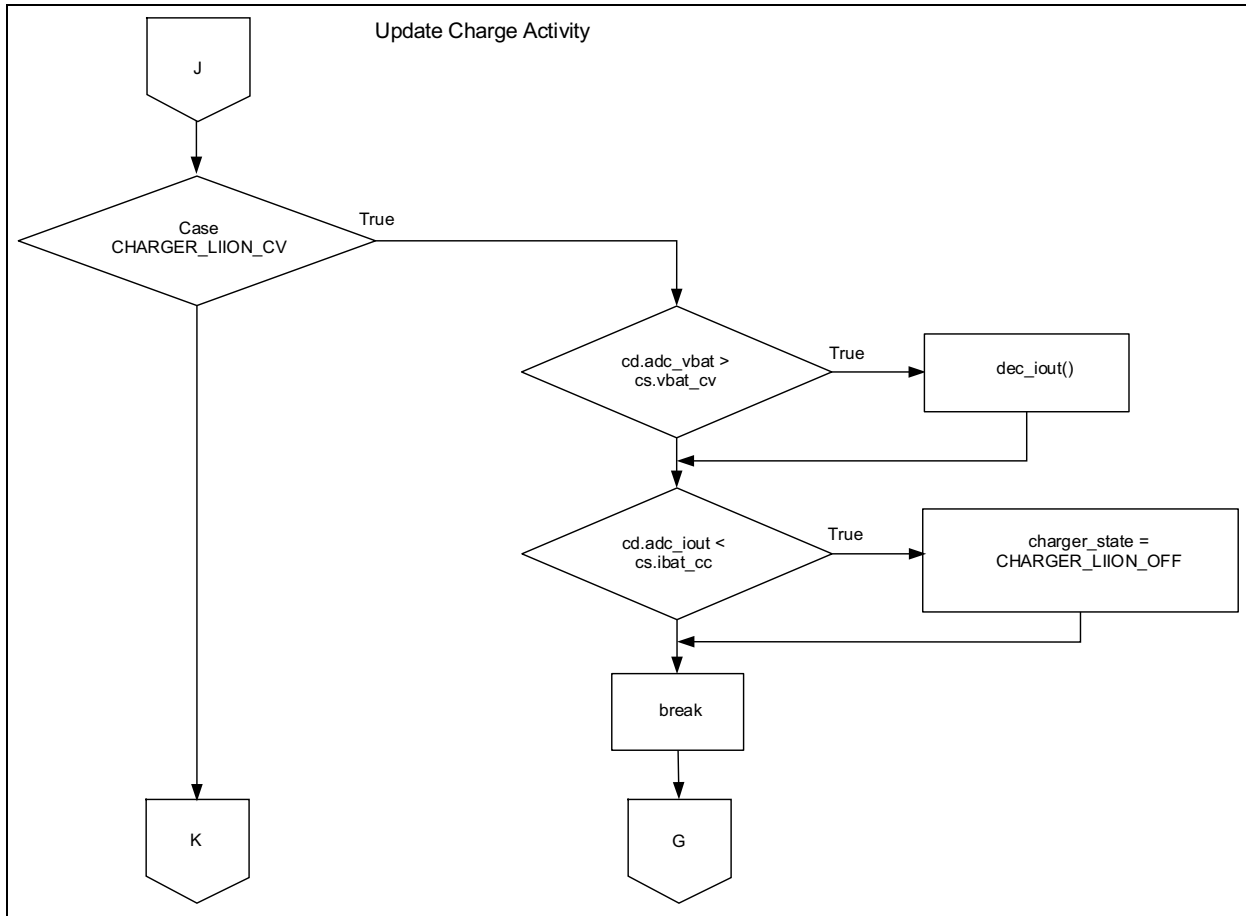 Update Charge Activity
J
Case
CHARGER_LIION_CV
True
cd.adc_vbat >
cs.vbat_cv
True
dec_iout()
cd.adc_iout <
cs.ibat_cc
True
charger_state =
CHARGER_LIION_OFF
break
K
G